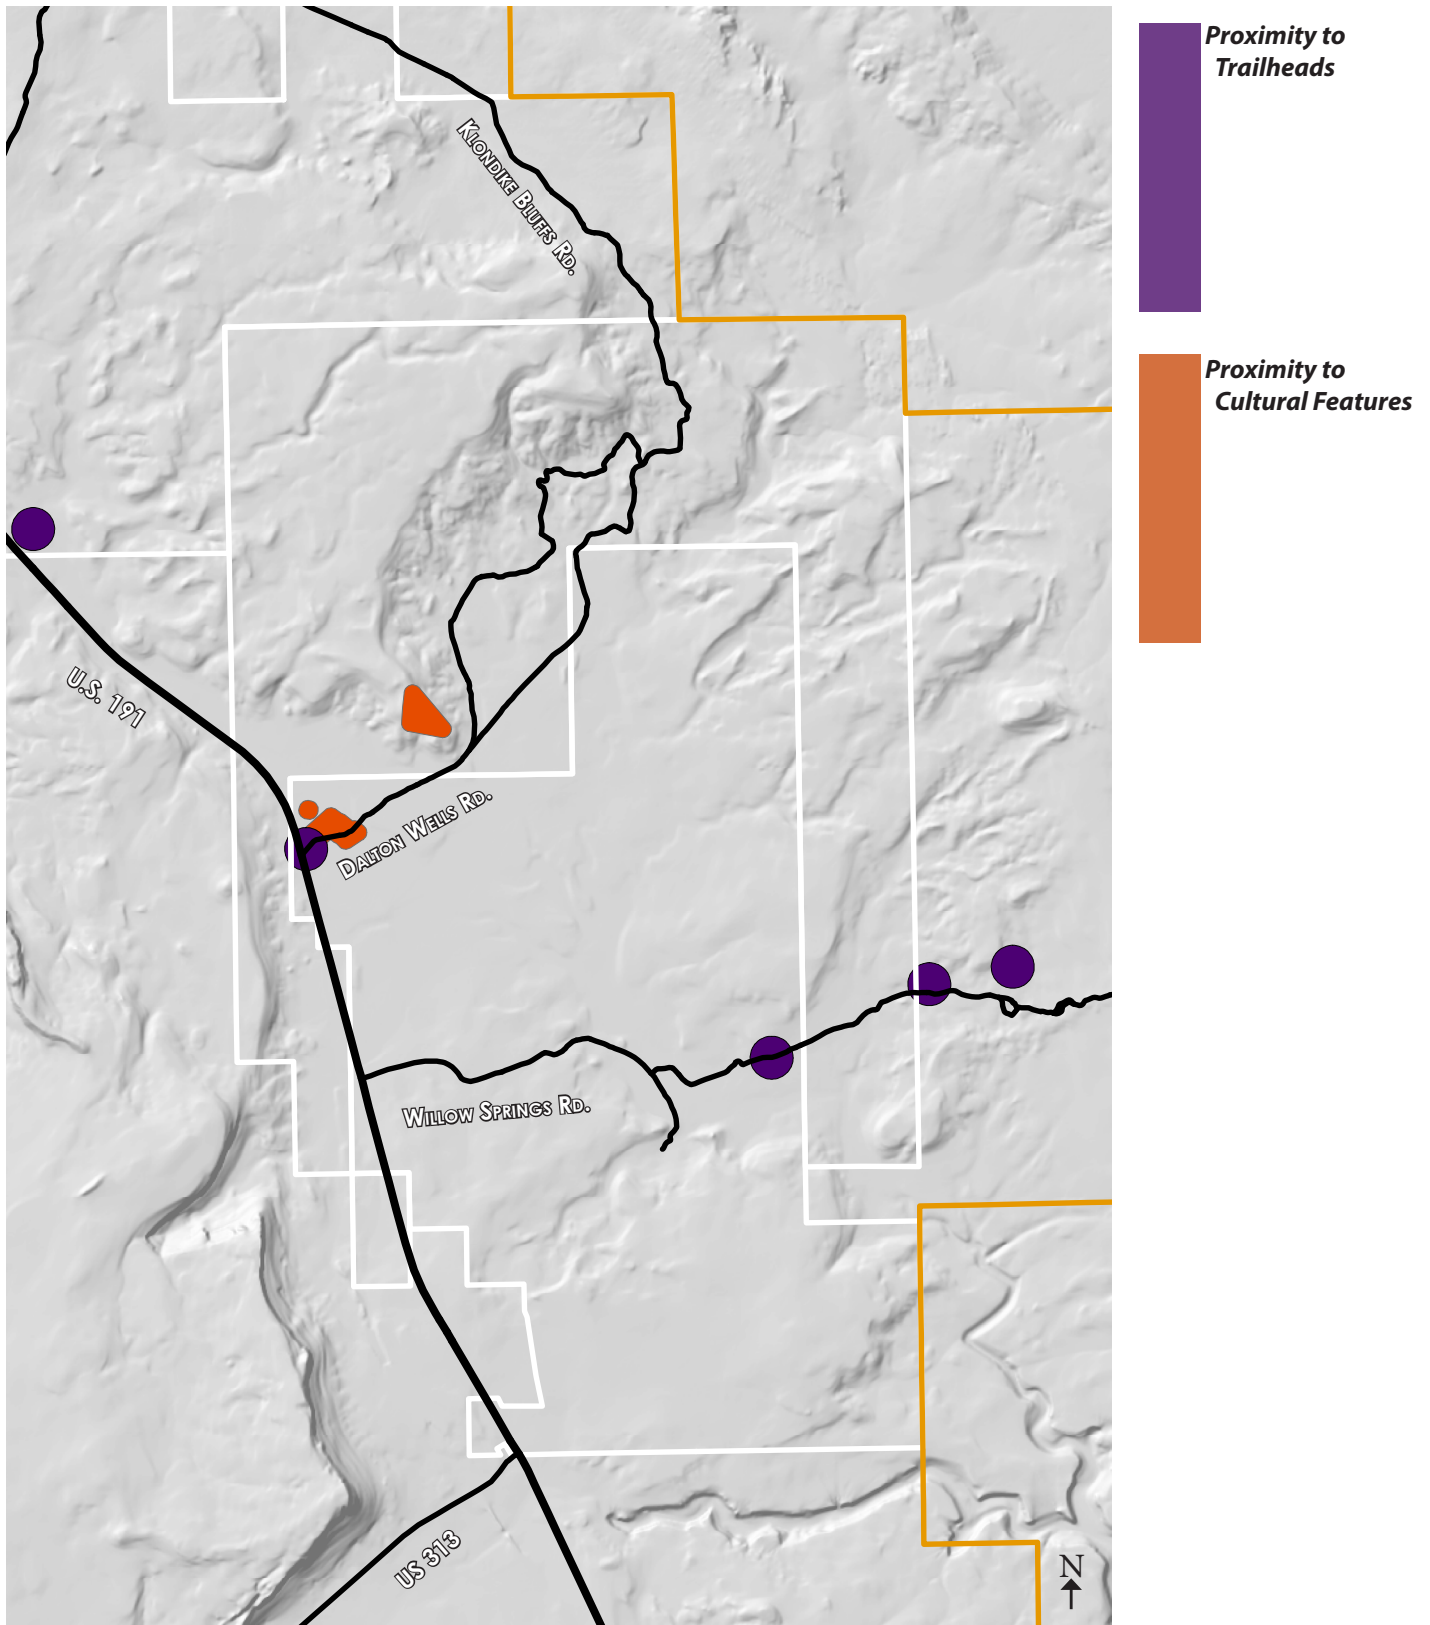 Proximity to
Trailheads
Proximity to
Cultural Features
Klondike Bluffs Rd.
U.S. 191
Dalton Wells Rd.
Willow Springs Rd.
US 313
N